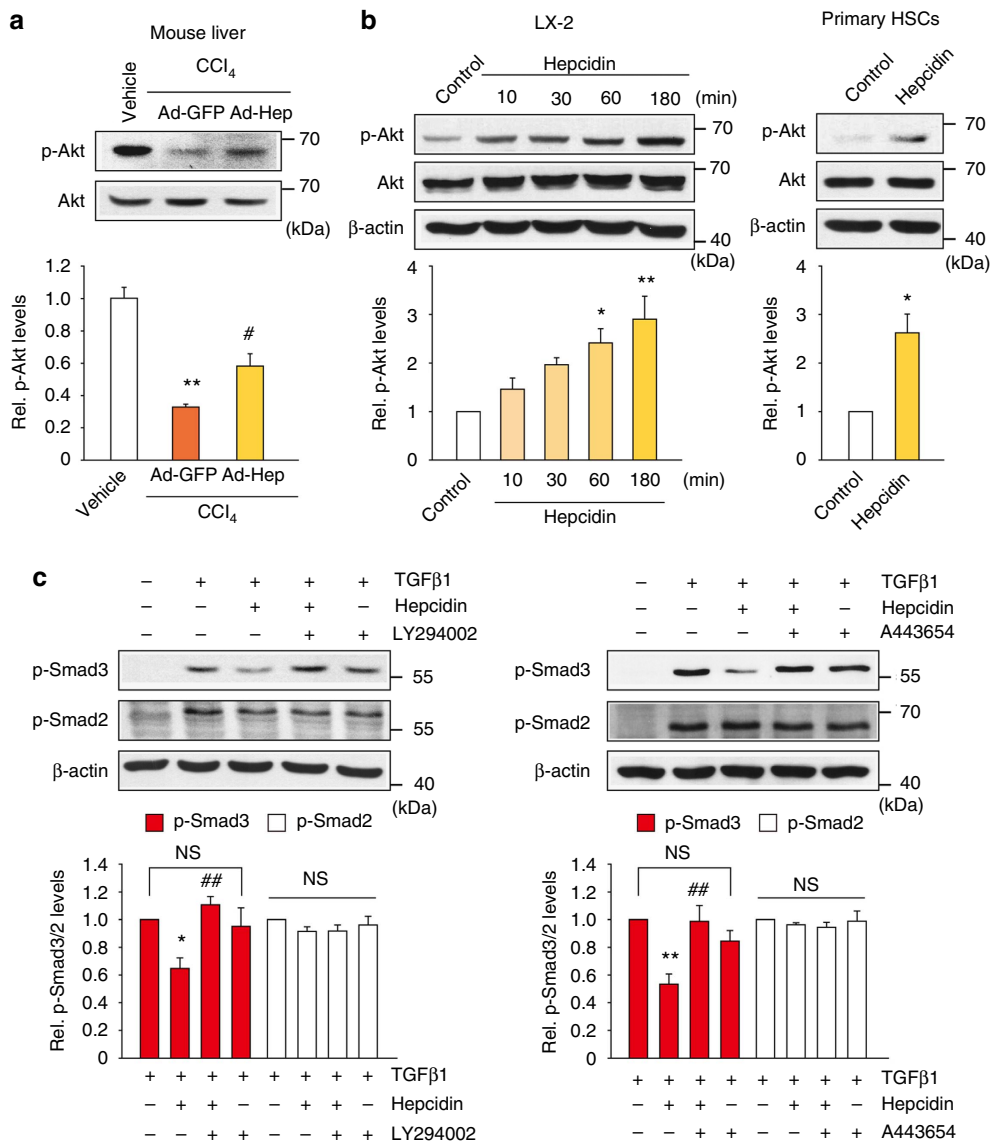 a
Mouse liver
CCl4
Vehicle
Ad-GFP Ad-Hep
p-Akt
70
Akt
70
(kDa)
Rel. p-Akt levels
1.2
1.0
0.8
0.6
0.4
0.2
0
**
#
Vehicle
Ad-GFP Ad-Hep
CCl4
b
LX-2
Control
Hepcidin
10 30 60 180 (min)
p-Akt
70
Akt
70
β-actin
40
(kDa)
Rel. p-Akt levels
4
3
2
1
0
*
**
Control
10 30 60 180 (min)
Hepcidin
Primary HSCs
Control
Hepcidin
p-Akt
70
Akt
70
β-actin
40
(kDa)
Rel. p-Akt levels
4
3
2
1
0
*
Control
Hepcidin
c
– + + + + TGFβ1
– – + + – Hepcidin
– – – + + LY294002
p-Smad3
55
p-Smad2
55
β-actin
40
(kDa)
p-Smad3 p-Smad2
Rel. p-Smad3/2 levels
1.4
1.2
1.0
0.8
0.6
0.4
0.2
0
NS
##
*
NS
+ + + + + + + + TGFβ1
– + + – – + + – Hepcidin
– – + + – – + + LY294002
– + + + + TGFβ1
– – + + – Hepcidin
– – – + + A443654
p-Smad3
55
p-Smad2
70
β-actin
40
(kDa)
p-Smad3 p-Smad2
Rel. p-Smad3/2 levels
1.4
1.2
1.0
0.8
0.6
0.4
0.2
0
NS
##
**
NS
+ + + + + + + + TGFβ1
– + + – – + + – Hepcidin
– – + + – – + + A443654